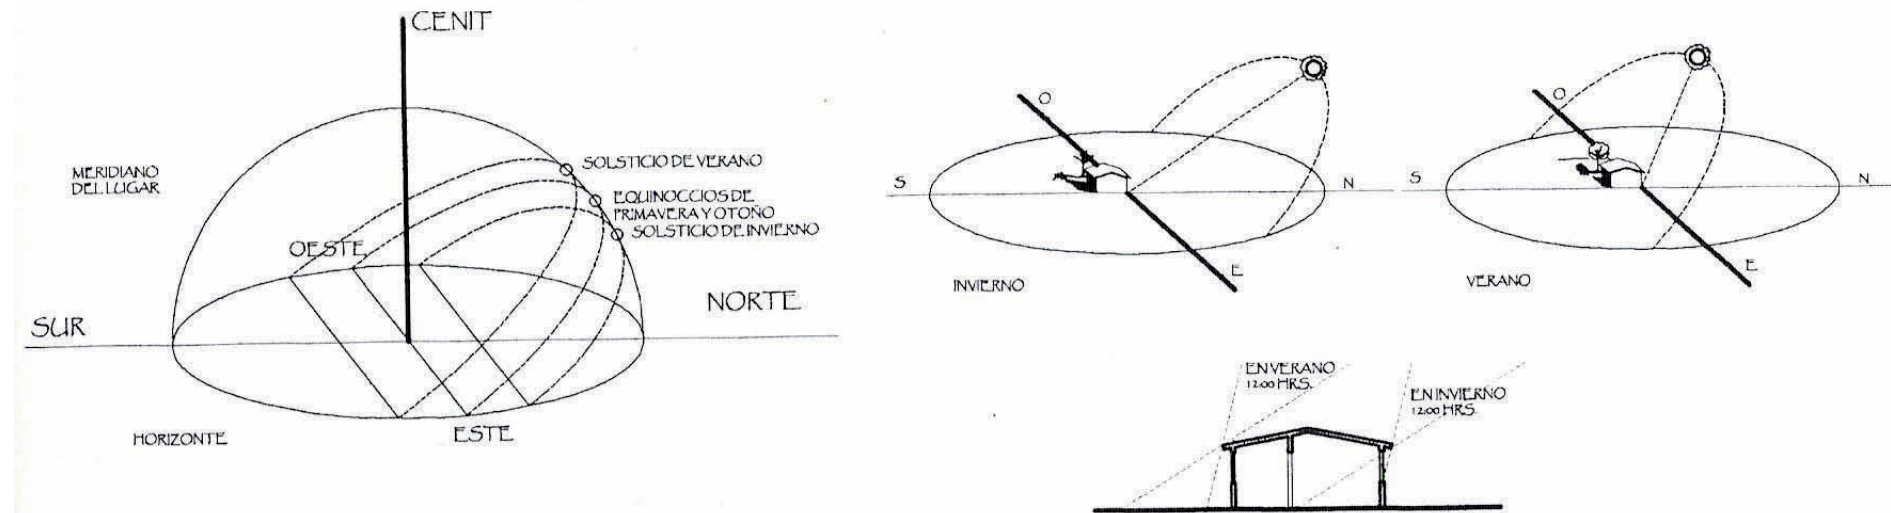 CENIT
MERIDIANO
DEL LUGAR
SOLSTICIO DE VERANO
EQUINOCCIOS DE
PRIMAVERA Y OTOÑO
SOLSTICIO DE INVIERNO
OESTE
NORTE
SUR
HORIZONTE
ESTE
O
S
N
E
INVIERNO
O
S
N
E
VERANO
EN VERANO
12:00 HRS.
EN INVIERNO
12:00 HRS.